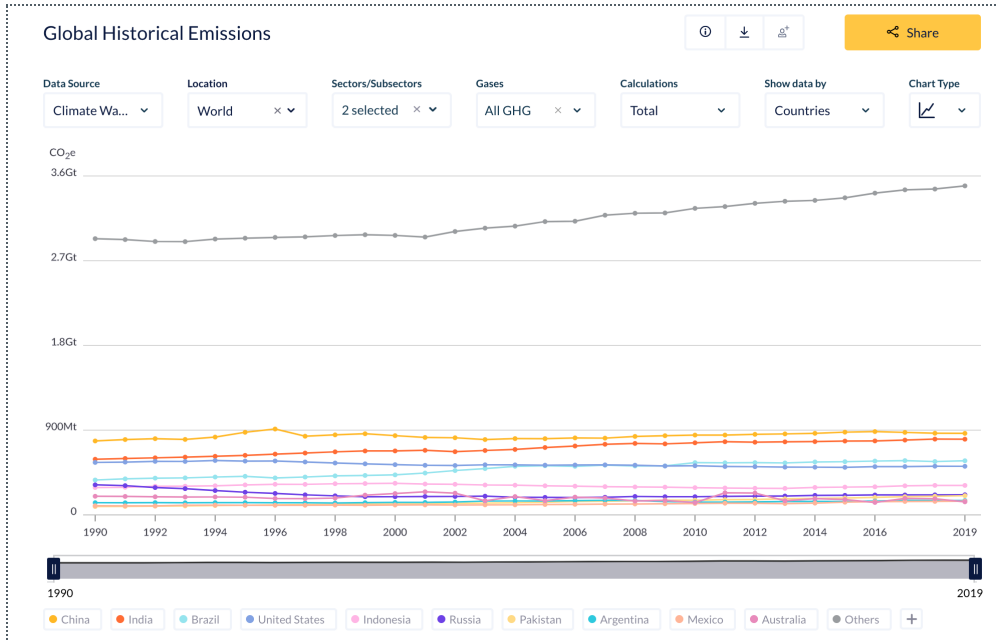 Global Historical Emissions
Share
Data Source
Location
Sectors/Subsectors
Gases
Calculations
Show data by
Chart Type
Climate Wa...
World
2 selected
All GHG
Total
Countries
CO₂e
3.6Gt
2.7Gt
1.8Gt
900Mt
0
1990 1992 1994 1996 1998 2000 2002 2004 2006 2008 2010 2012 2014 2016 2018 2019
1990 2019
China India Brazil United States Indonesia Russia Pakistan Argentina Mexico Australia Others